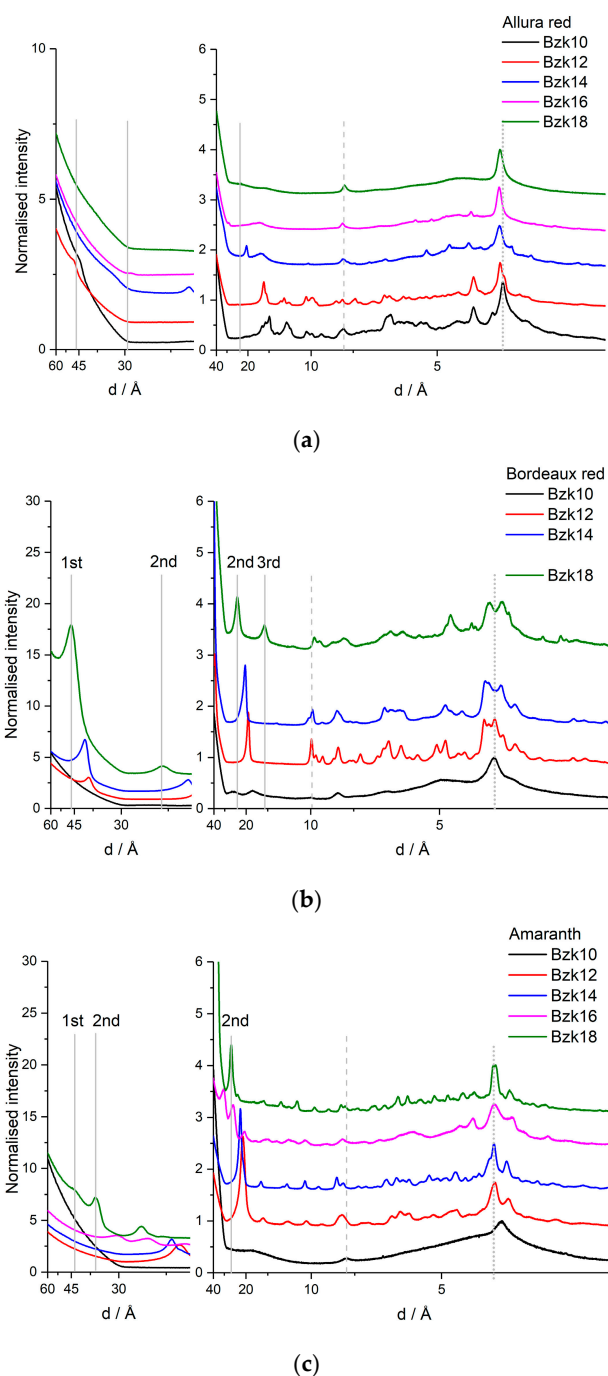 Allura red
Bzk10
Bzk12
Bzk14
Bzk16
Bzk18
Normalised intensity
10
5
0
60
45
30
d / Å
6
5
4
3
2
1
0
40
20
10
5
d / Å
(a)
Bordeaux red
Bzk10
Bzk12
Bzk14
Bzk18
Normalised intensity
30
25
20
15
10
5
0
1st
2nd
60
45
30
d / Å
6
5
4
3
2
1
0
2nd
3rd
40
20
10
5
d / Å
(b)
Amaranth
Bzk10
Bzk12
Bzk14
Bzk16
Bzk18
Normalised intensity
30
25
20
15
10
5
0
1st
2nd
60
45
30
d / Å
6
5
4
3
2
1
0
2nd
40
20
10
5
d / Å
(c)